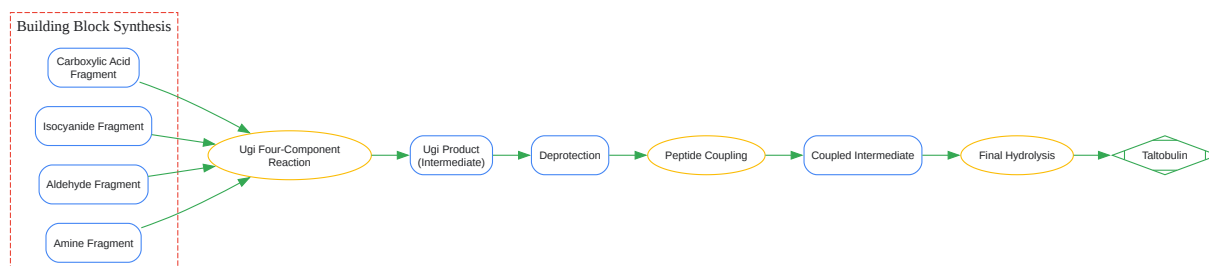 Building Block Synthesis
Carboxylic Acid
Fragment
Isocyanide Fragment
Aldehyde Fragment
Amine Fragment
Ugi Four-Component
Reaction
Ugi Product
(Intermediate)
Deprotection
Peptide Coupling
Coupled Intermediate
Final Hydrolysis
Taltobulin